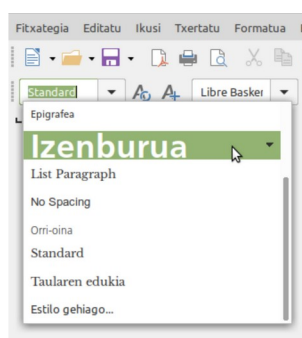 Fitxategia Editatu Ikusi Txertatu Formatua
Standard Libre Basker
Epigrafea
Izenburua
List Paragraph
No Spacing
Orri-oina
Standard
Taularen edukia
Estilo gehiago...